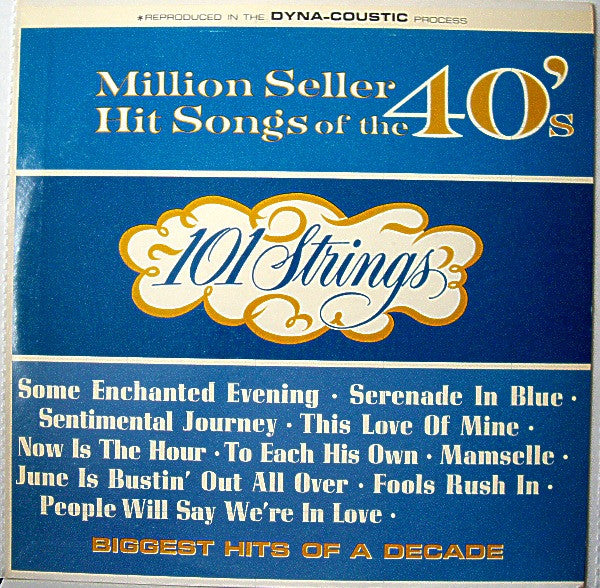 *REPRODUCED IN THE DYNA-COUSTIC PROCESS
Million Seller
Hit Songs of the 40's
101 Strings
Some Enchanted Evening · Serenade In Blue ·
Sentimental Journey · This Love Of Mine ·
Now Is The Hour · To Each His Own · Mamselle ·
June Is Bustin' Out All Over · Fools Rush In ·
People Will Say We're In Love ·
BIGGEST HITS OF A DECADE